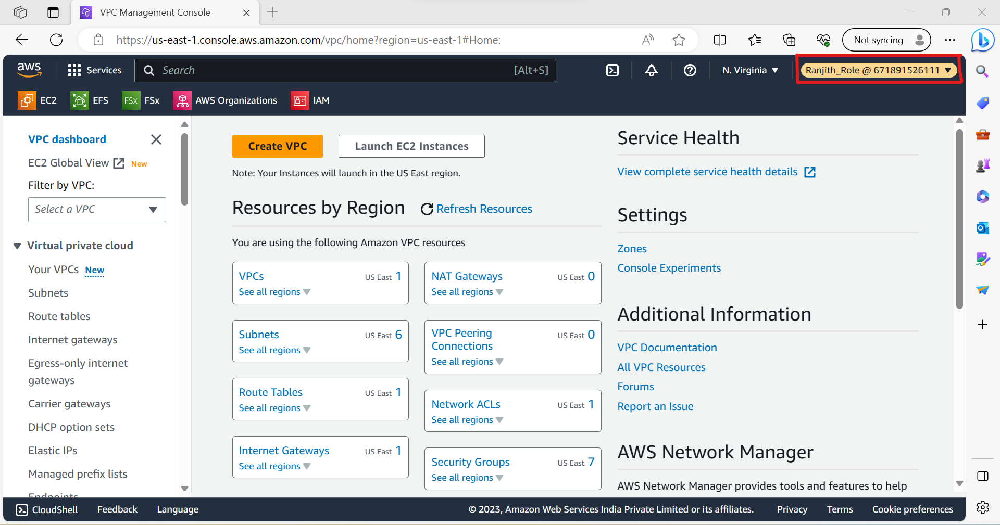 VPC Management Console
https://us-east-1.console.aws.amazon.com/vpc/home?region=us-east-1#Home:
Not syncing
aws
Services
Search
[Alt+S]
N. Virginia
Ranjith_Role @ 671891526111
EC2
EFS
FSx FSx
AWS Organizations
IAM
VPC dashboard
EC2 Global View New
Filter by VPC:
Select a VPC
Virtual private cloud
Your VPCs New
Subnets
Route tables
Internet gateways
Egress-only internet
gateways
Carrier gateways
DHCP option sets
Elastic IPs
Managed prefix lists
Endpoints
Create VPC
Launch EC2 Instances
Note: Your Instances will launch in the US East region.
Resources by Region
Refresh Resources
You are using the following Amazon VPC resources
VPCs US East 1
See all regions
NAT Gateways US East 0
See all regions
Subnets US East 6
See all regions
VPC Peering
Connections US East 0
See all regions
Route Tables US East 1
See all regions
Network ACLs US East 1
See all regions
Internet Gateways US East 1
See all regions
Security Groups US East 7
See all regions
Service Health
View complete service health details
Settings
Zones
Console Experiments
Additional Information
VPC Documentation
All VPC Resources
Forums
Report an Issue
AWS Network Manager
AWS Network Manager provides tools and features to help
CloudShell
Feedback
Language
© 2023, Amazon Web Services India Private Limited or its affiliates.
Privacy
Terms
Cookie preferences